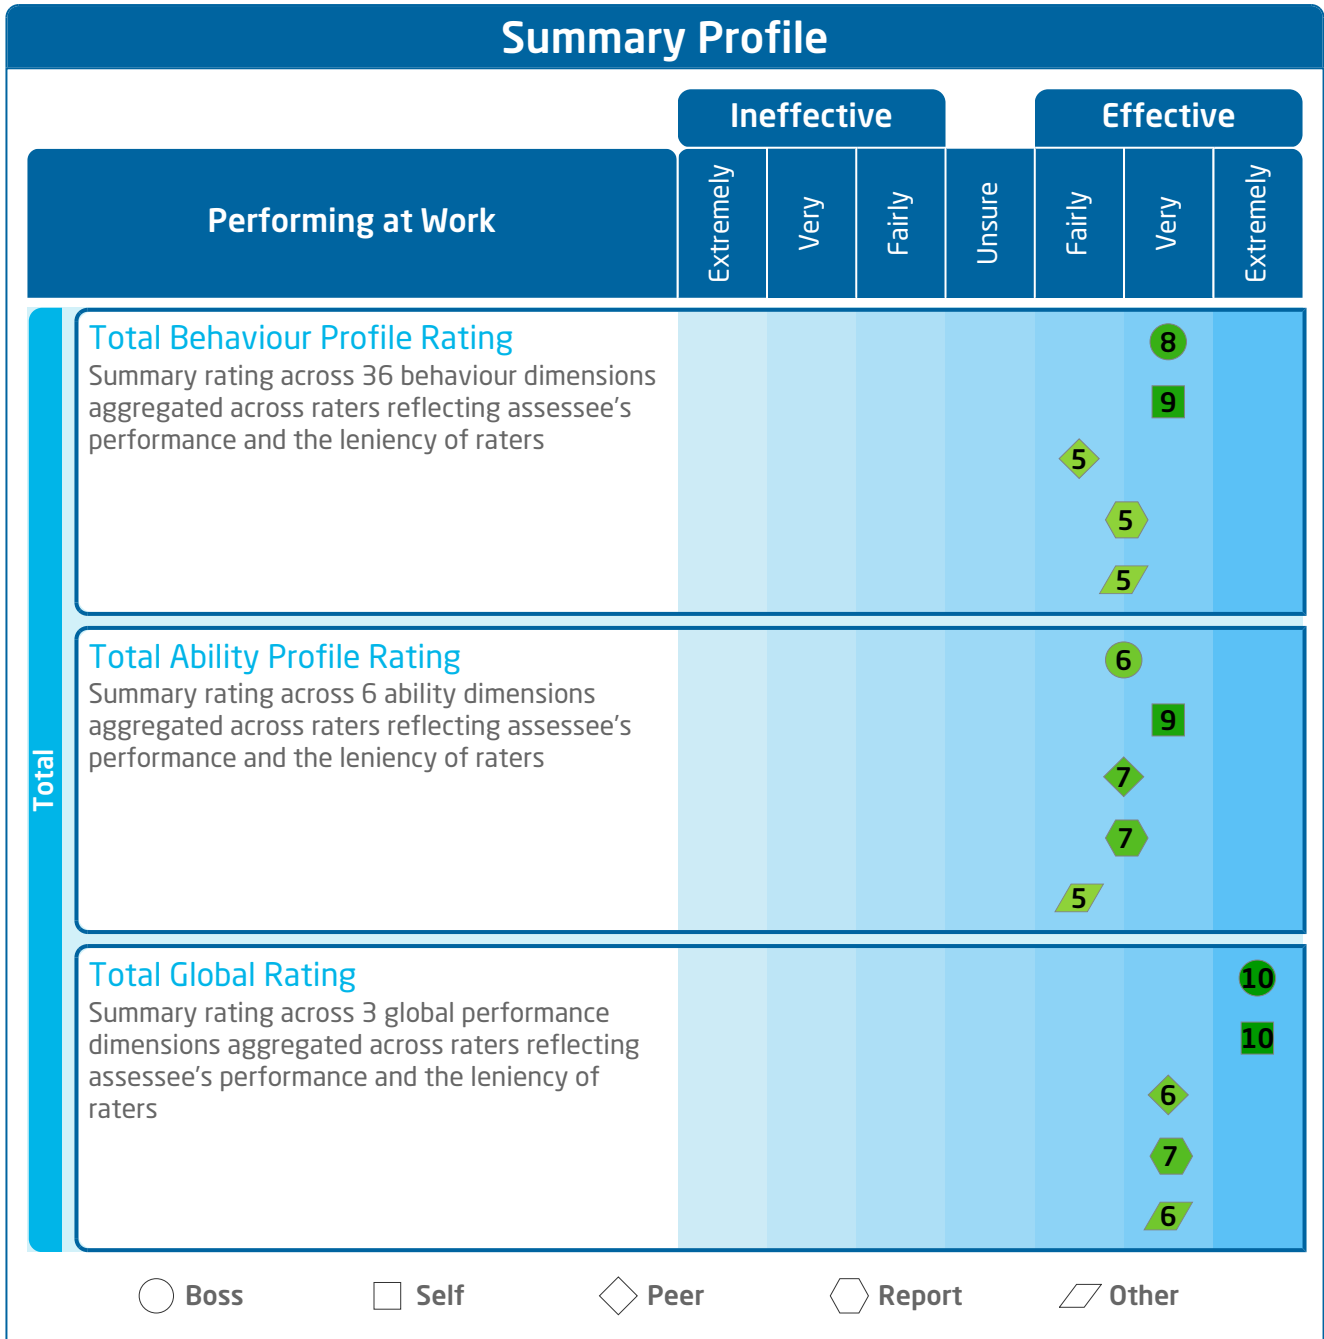 Summary Profile
Ineffective
Effective
Performing at Work
Extremely
Very
Fairly
Unsure
Fairly
Very
Extremely
Total
Total Behaviour Profile Rating
Summary rating across 36 behaviour dimensions
aggregated across raters reflecting assessee's
performance and the leniency of raters
8
9
5
5
5
Total Ability Profile Rating
Summary rating across 6 ability dimensions
aggregated across raters reflecting assessee's
performance and the leniency of raters
6
9
7
7
5
Total Global Rating
Summary rating across 3 global performance
dimensions aggregated across raters reflecting
assessee's performance and the leniency of
raters
10
10
6
7
6
Boss
Self
Peer
Report
Other